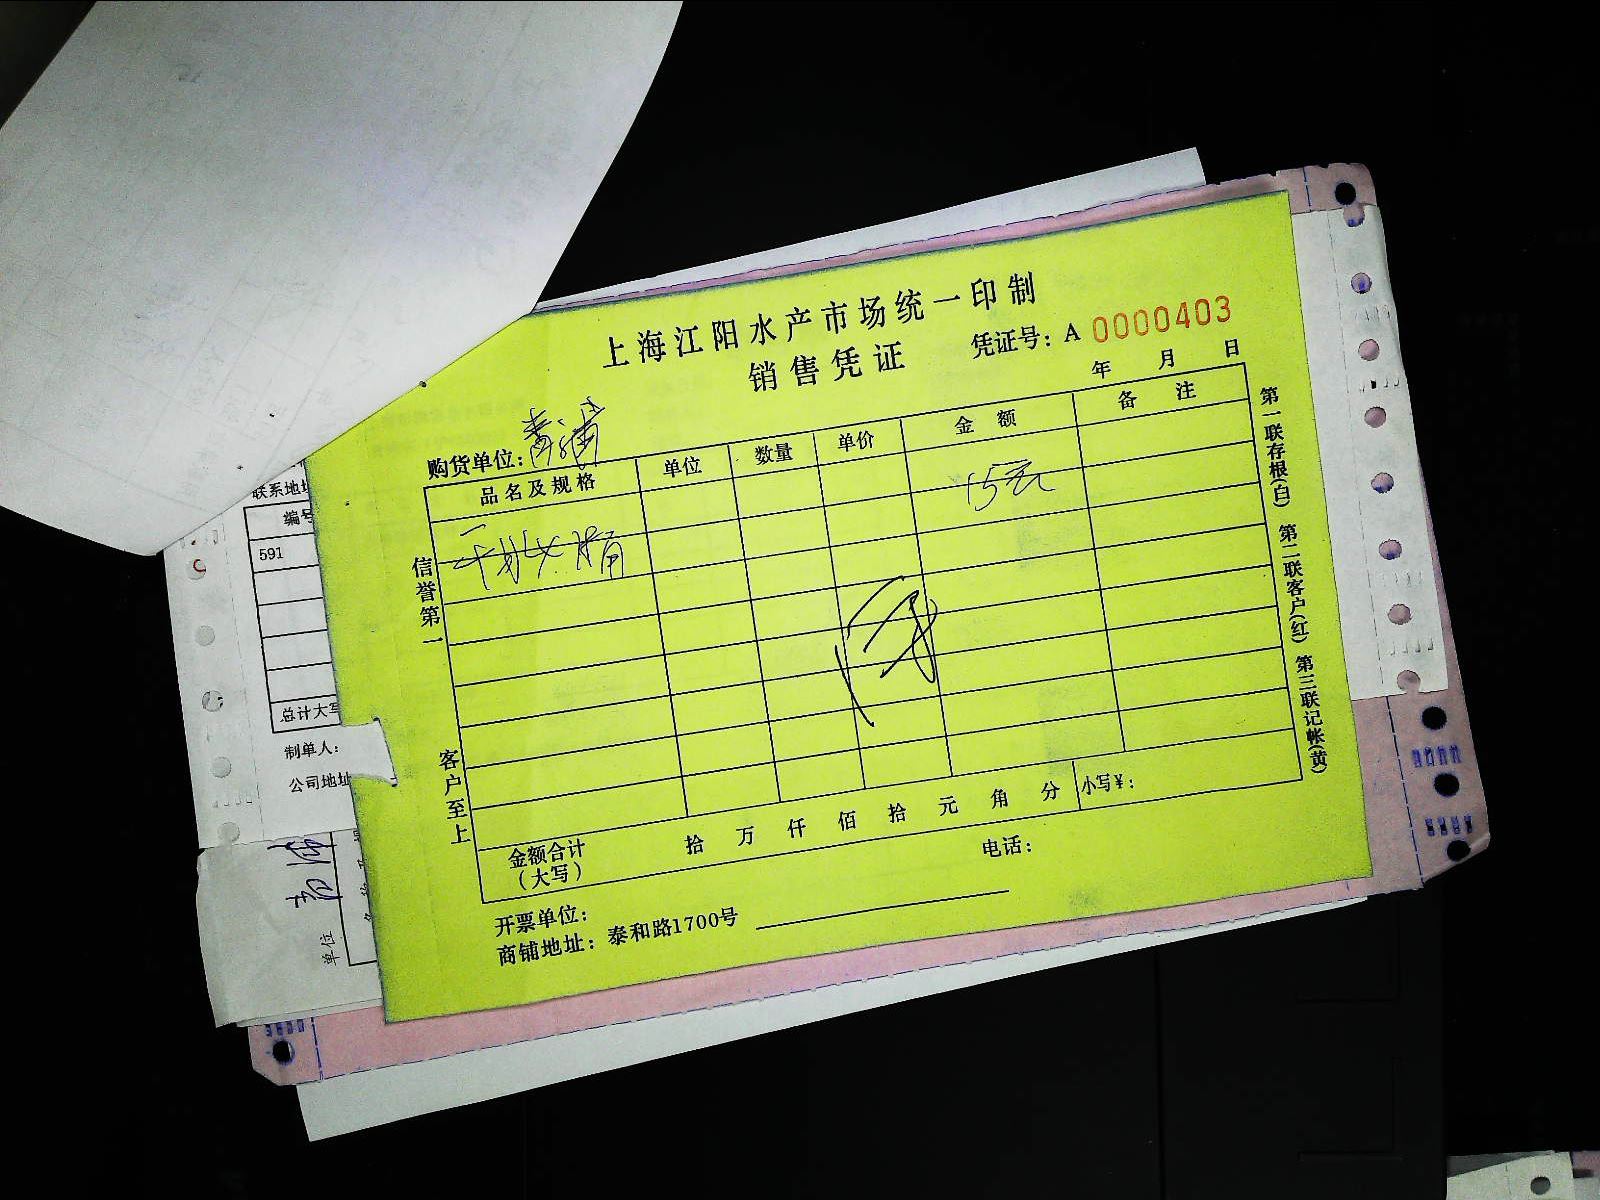 上海江阳水产市场统一印制
销售凭证
凭证号：A 0000403
年 月 日
购货单位：青浦
品名及规格 单位 数量 单价 金额 备注
15元
信誉第一
客户至上
第一联存根(白) 第二联客户(红) 第三联记帐(黄)
金额合计
（大写）
拾 万 仟 佰 拾 元 角 分 小写¥：
开票单位：
电话：
商铺地址：泰和路1700号
联系地址
编号
591
总计大写
制单人：
公司地址
单位